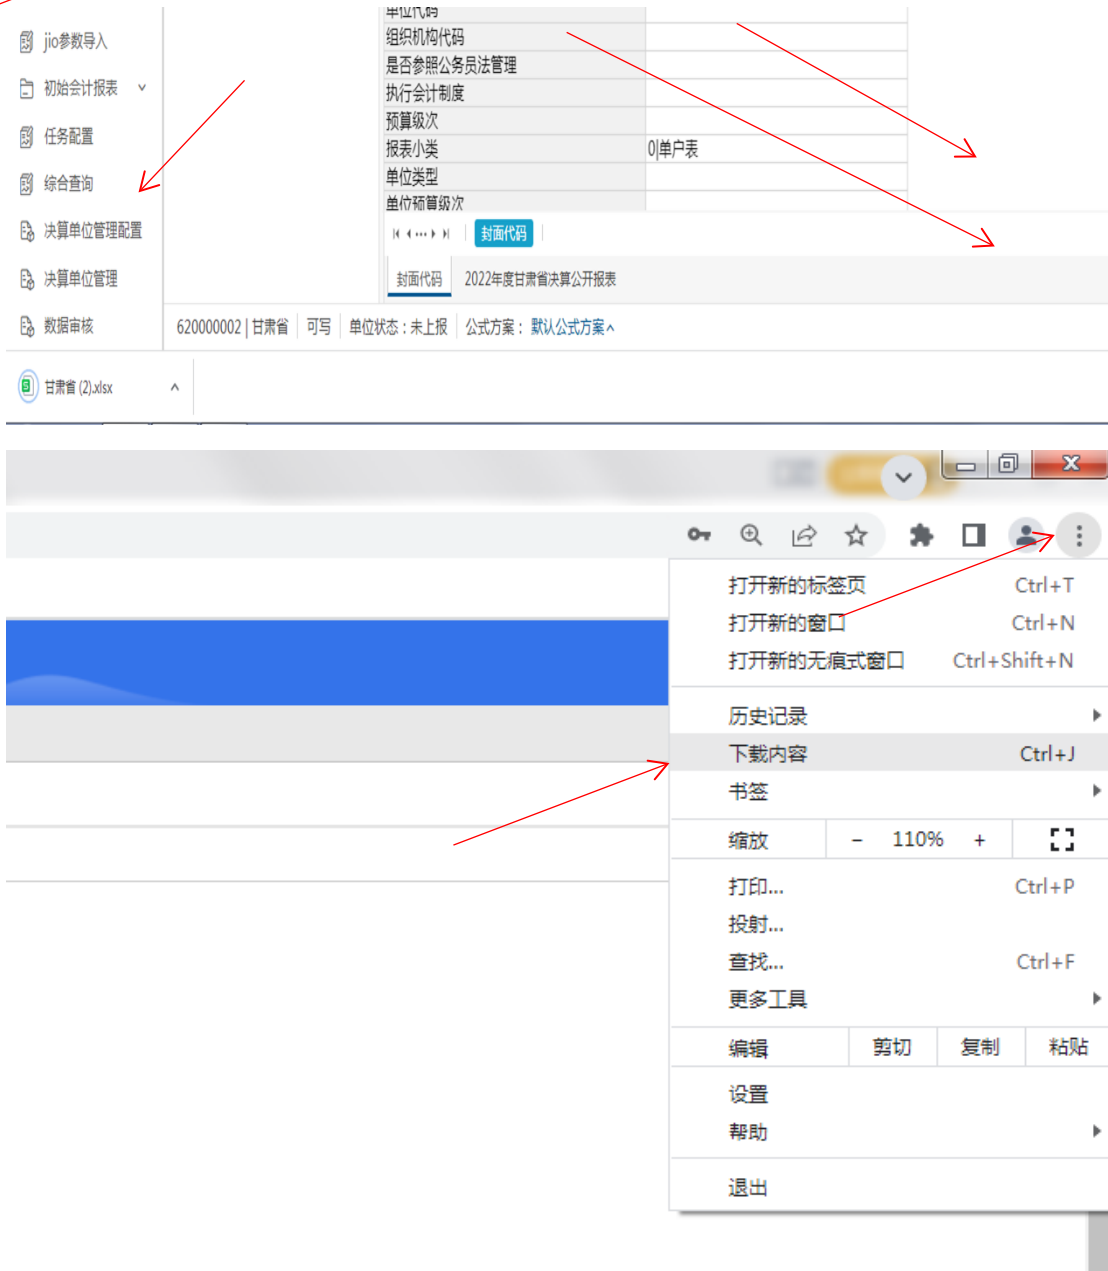 单位代码
jio参数导入
组织机构代码
是否参照公务员法管理
初始会计报表
执行会计制度
预算级次
任务配置
报表小类 0|单户表
单位类型
综合查询
单位预算级次
决算单位管理配置
封面代码
决算单位管理
封面代码 2022年度甘肃省决算公开报表
数据审核
620000002 | 甘肃省 可写 单位状态：未上报 公式方案： 默认公式方案
甘肃省 (2).xlsx
打开新的标签页 Ctrl+T
打开新的窗口 Ctrl+N
打开新的无痕式窗口 Ctrl+Shift+N
历史记录
下载内容 Ctrl+J
书签
缩放 - 110% +
打印... Ctrl+P
投射...
查找... Ctrl+F
更多工具
编辑 剪切 复制 粘贴
设置
帮助
退出